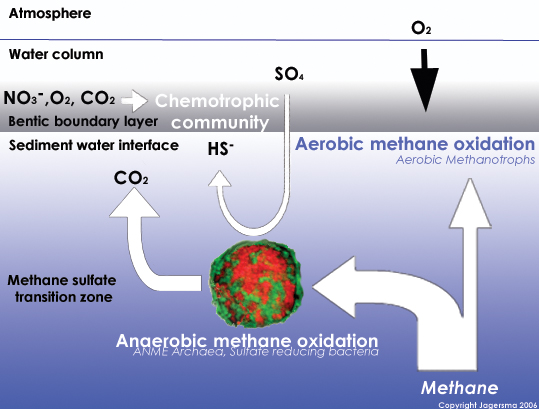 Atmosphere
O2
Water column
SO4
NO3-,O2, CO2
Chemotrophic
community
Bentic boundary layer
Sediment water interface
HS-
Aerobic methane oxidation
Aerobic Methanotrophs
CO2
Methane sulfate
transition zone
Anaerobic methane oxidation
ANME Archaea, Sulfate reducing bacteria
Methane
Copyright Jagersma 2006